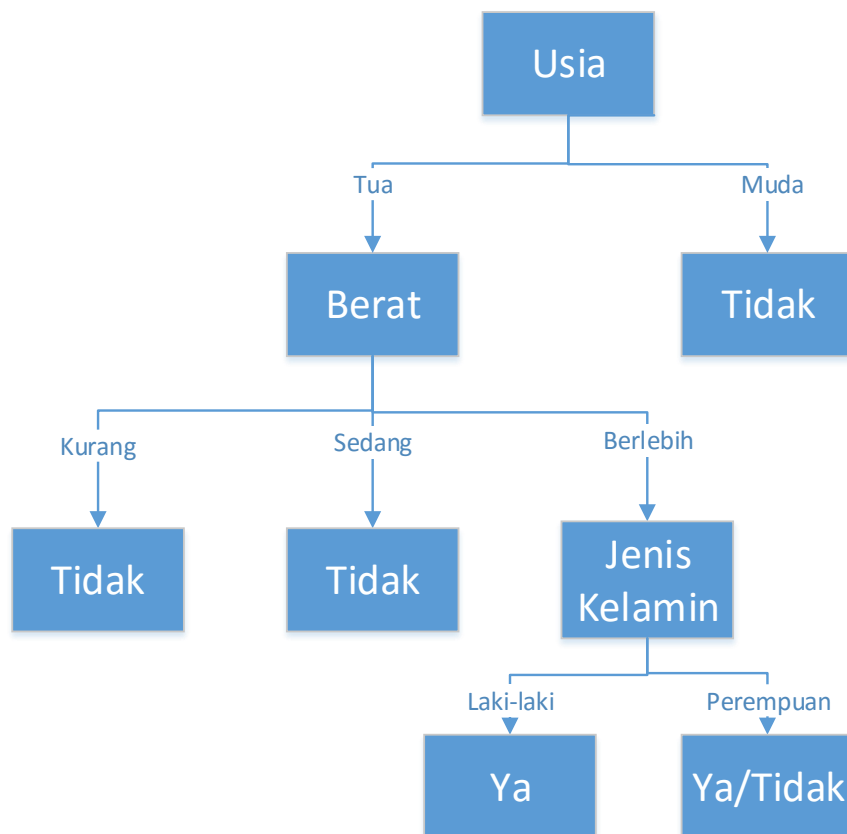 Usia
Tua
Muda
Berat
Tidak
Kurang
Sedang
Berlebih
Tidak
Tidak
Jenis
Kelamin
Laki-laki
Perempuan
Ya
Ya/Tidak